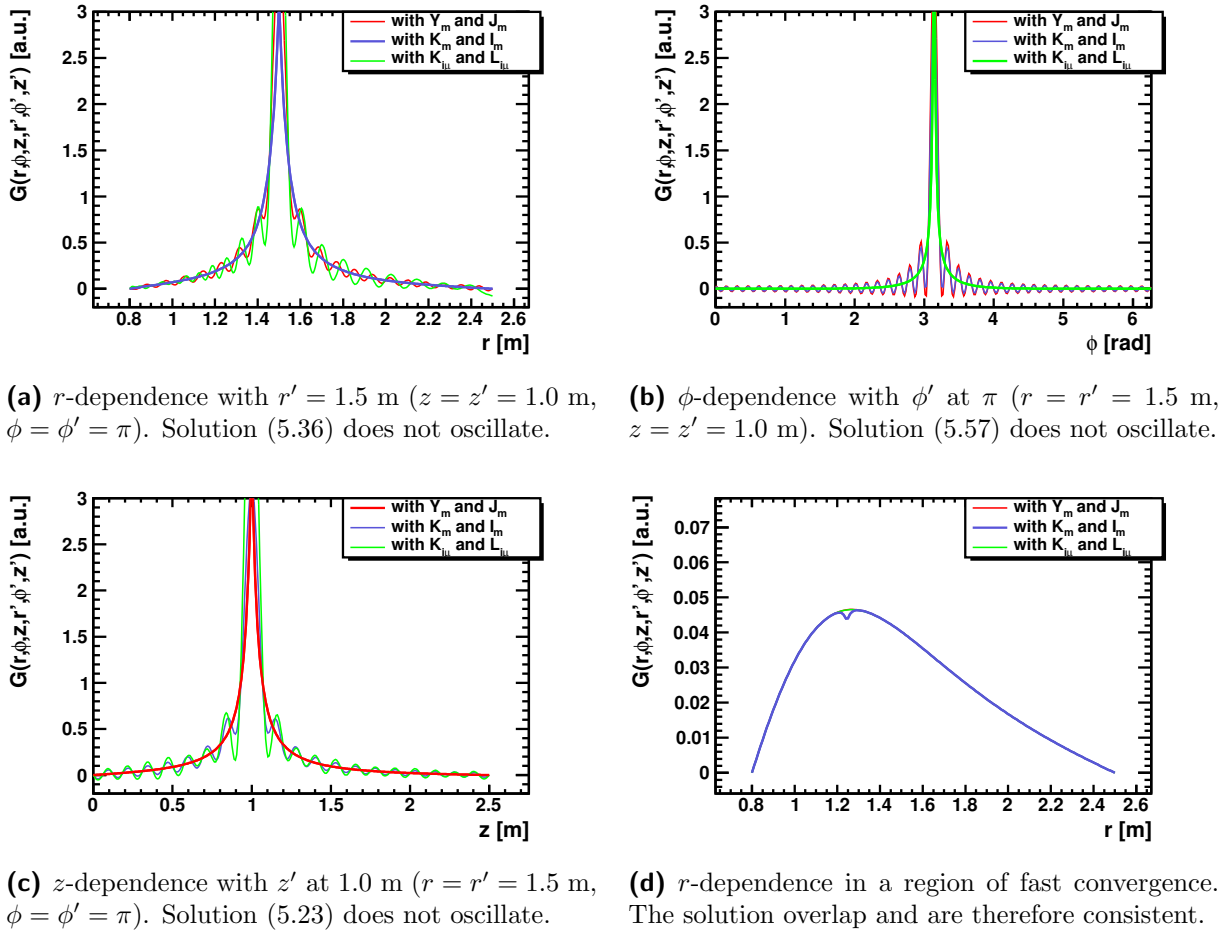 G(r,ϕ,z,r',ϕ',z') [a.u.]
3
2.5
2
1.5
1
0.5
0
0.8 1 1.2 1.4 1.6 1.8 2 2.2 2.4 2.6
r [m]
with Y_m and J_m
with K_m and I_m
with K_iμ and L_iμ
G(r,ϕ,z,r',ϕ',z') [a.u.]
3
2.5
2
1.5
1
0.5
0
0 1 2 3 4 5 6
ϕ [rad]
with Y_m and J_m
with K_m and I_m
with K_iμ and L_iμ
(a) r-dependence with r′ = 1.5 m (z = z′ = 1.0 m,
ϕ = ϕ′ = π). Solution (5.36) does not oscillate.
(b) ϕ-dependence with ϕ′ at π (r = r′ = 1.5 m,
z = z′ = 1.0 m). Solution (5.57) does not oscillate.
G(r,ϕ,z,r',ϕ',z') [a.u.]
3
2.5
2
1.5
1
0.5
0
0 0.5 1 1.5 2 2.5
z [m]
with Y_m and J_m
with K_m and I_m
with K_iμ and L_iμ
G(r,ϕ,z,r',ϕ',z') [a.u.]
0.07
0.06
0.05
0.04
0.03
0.02
0.01
0
0.8 1 1.2 1.4 1.6 1.8 2 2.2 2.4 2.6
r [m]
with Y_m and J_m
with K_m and I_m
with K_iμ and L_iμ
(c) z-dependence with z′ at 1.0 m (r = r′ = 1.5 m,
ϕ = ϕ′ = π). Solution (5.23) does not oscillate.
(d) r-dependence in a region of fast convergence.
The solution overlap and are therefore consistent.